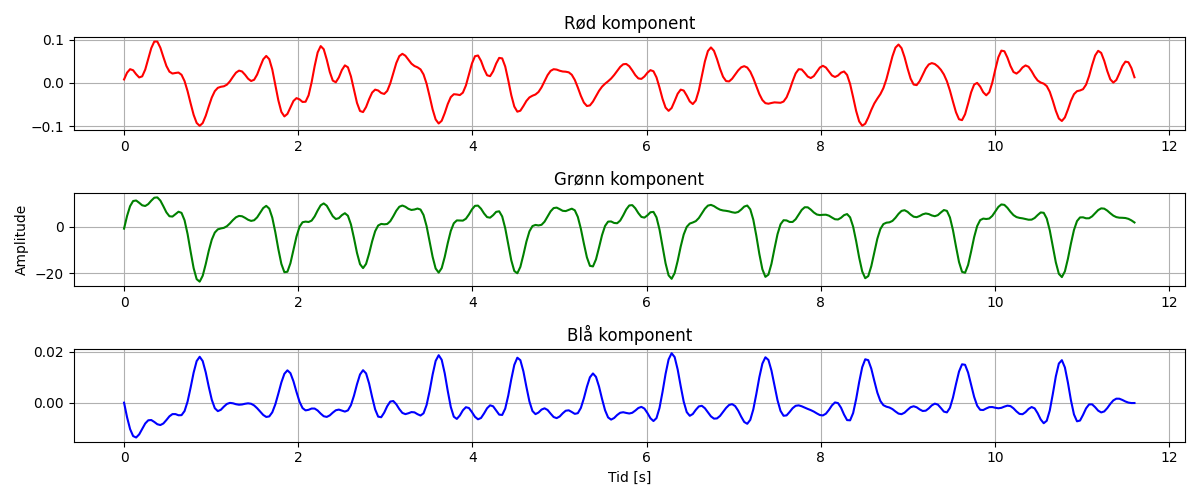 Rød komponent
0.1
0.0
−0.1
0 2 4 6 8 10 12
Grønn komponent
Amplitude
0
−20
0 2 4 6 8 10 12
Blå komponent
0.02
0.00
0 2 4 6 8 10 12
Tid [s]